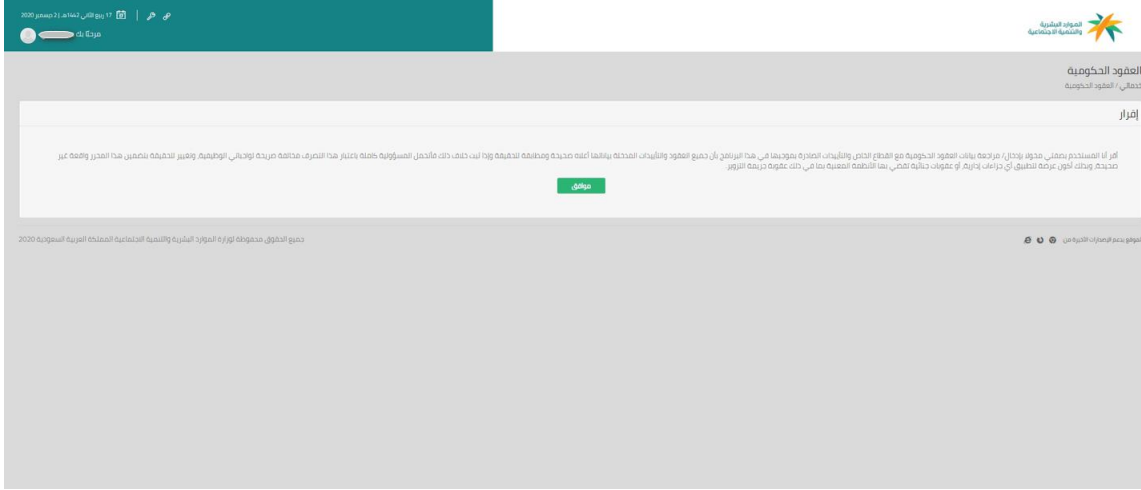 17 ربيع الثاني 1442هـ | 2 ديسمبر 2020
مرحبًا بك
الموارد البشرية
والتنمية الاجتماعية
العقود الحكومية
خدماتي / العقود الحكومية
إقرار
أقر أنا المستخدم بصفتي مخولا بإدخال/ مراجعة بيانات العقود الحكومية مع القطاع الخاص والتأييدات الصادرة بموجبها في هذا البرنامج بأن جميع العقود والتأييدات المدخلة بياناتها أعلاه صحيحة ومطابقة للحقيقة وإذا ثبت خلاف ذلك فأتحمل المسؤولية كاملة باعتبار هذا التصرف مخالفة صريحة لواجباتي الوظيفية، وتغيير للحقيقة بتضمين هذا المحرر واقعة غير
صحيحة، وبذلك أكون عرضة لتطبيق أي جزاءات إدارية، أو عقوبات جنائية تقضي بها الأنظمة المعنية بما في ذلك عقوبة جريمة التزوير.
موافق
الموقع يدعم الإصدارات الأخيرة من
جميع الحقوق محفوظة لوزارة الموارد البشرية والتنمية الاجتماعية المملكة العربية السعودية 2020